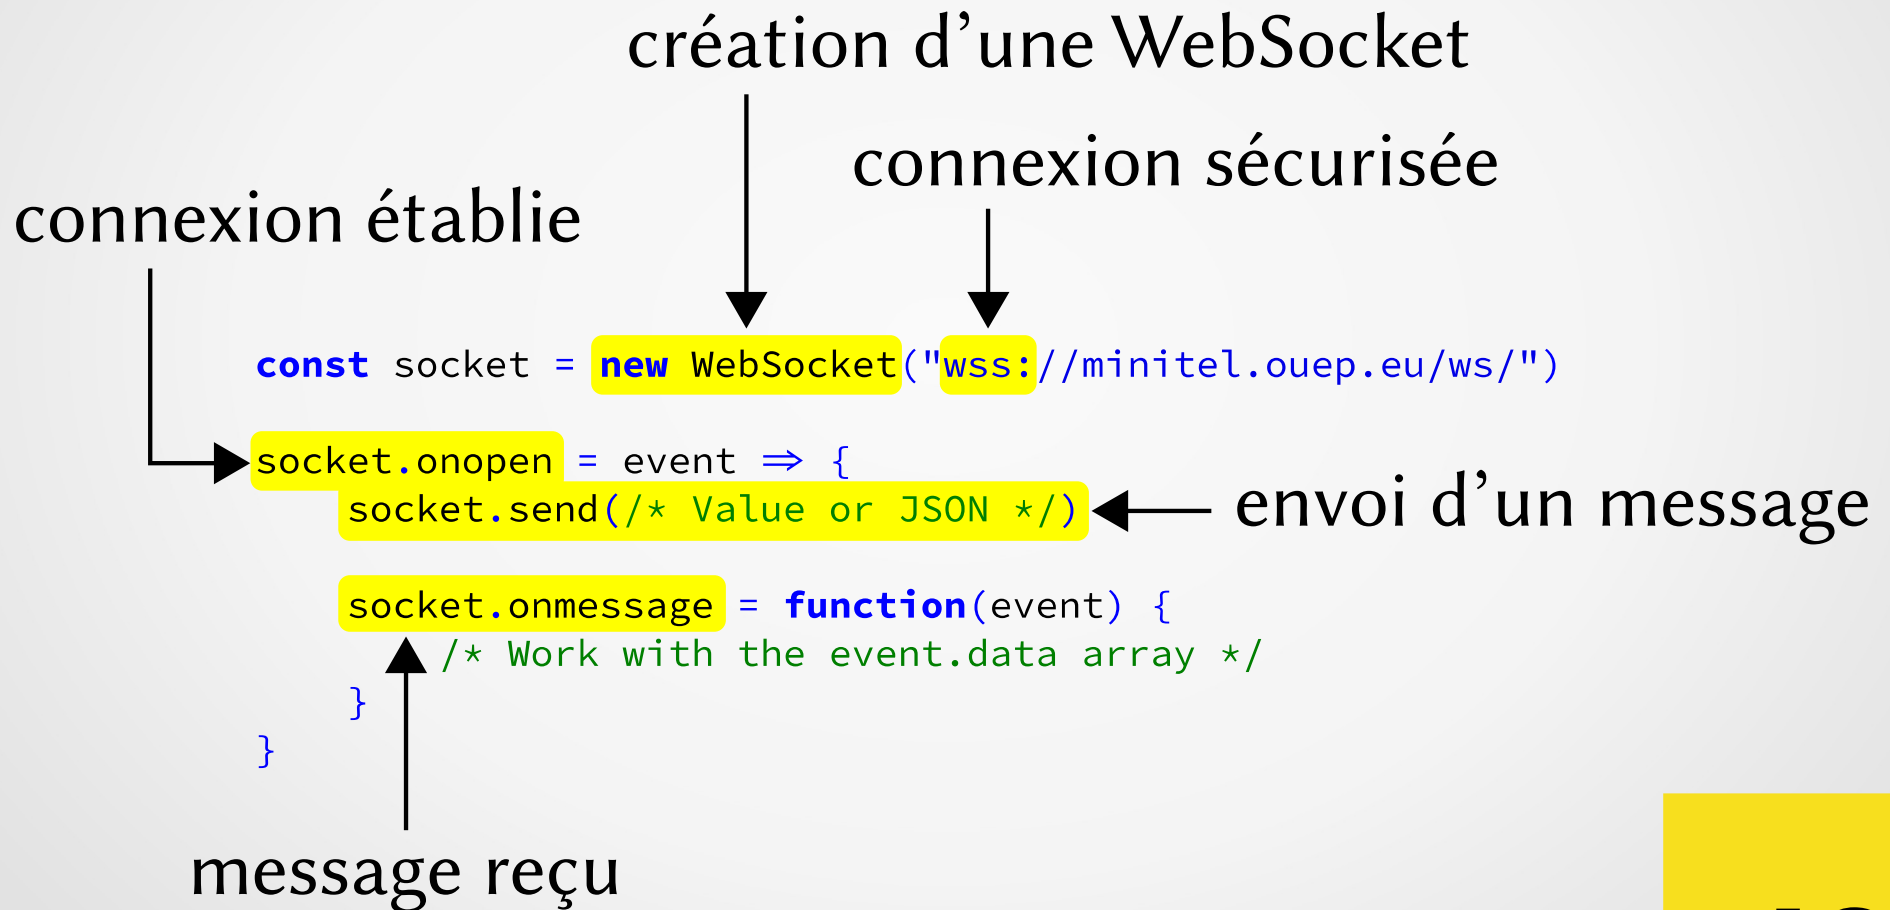 création d’une WebSocket
connexion sécurisée
connexion établie
const socket = new WebSocket("wss://minitel.ouep.eu/ws/")
socket.onopen = event => {
socket.send(/* Value or JSON */)
envoi d’un message
socket.onmessage = function(event) {
/* Work with the event.data array */
}
}
message reçu